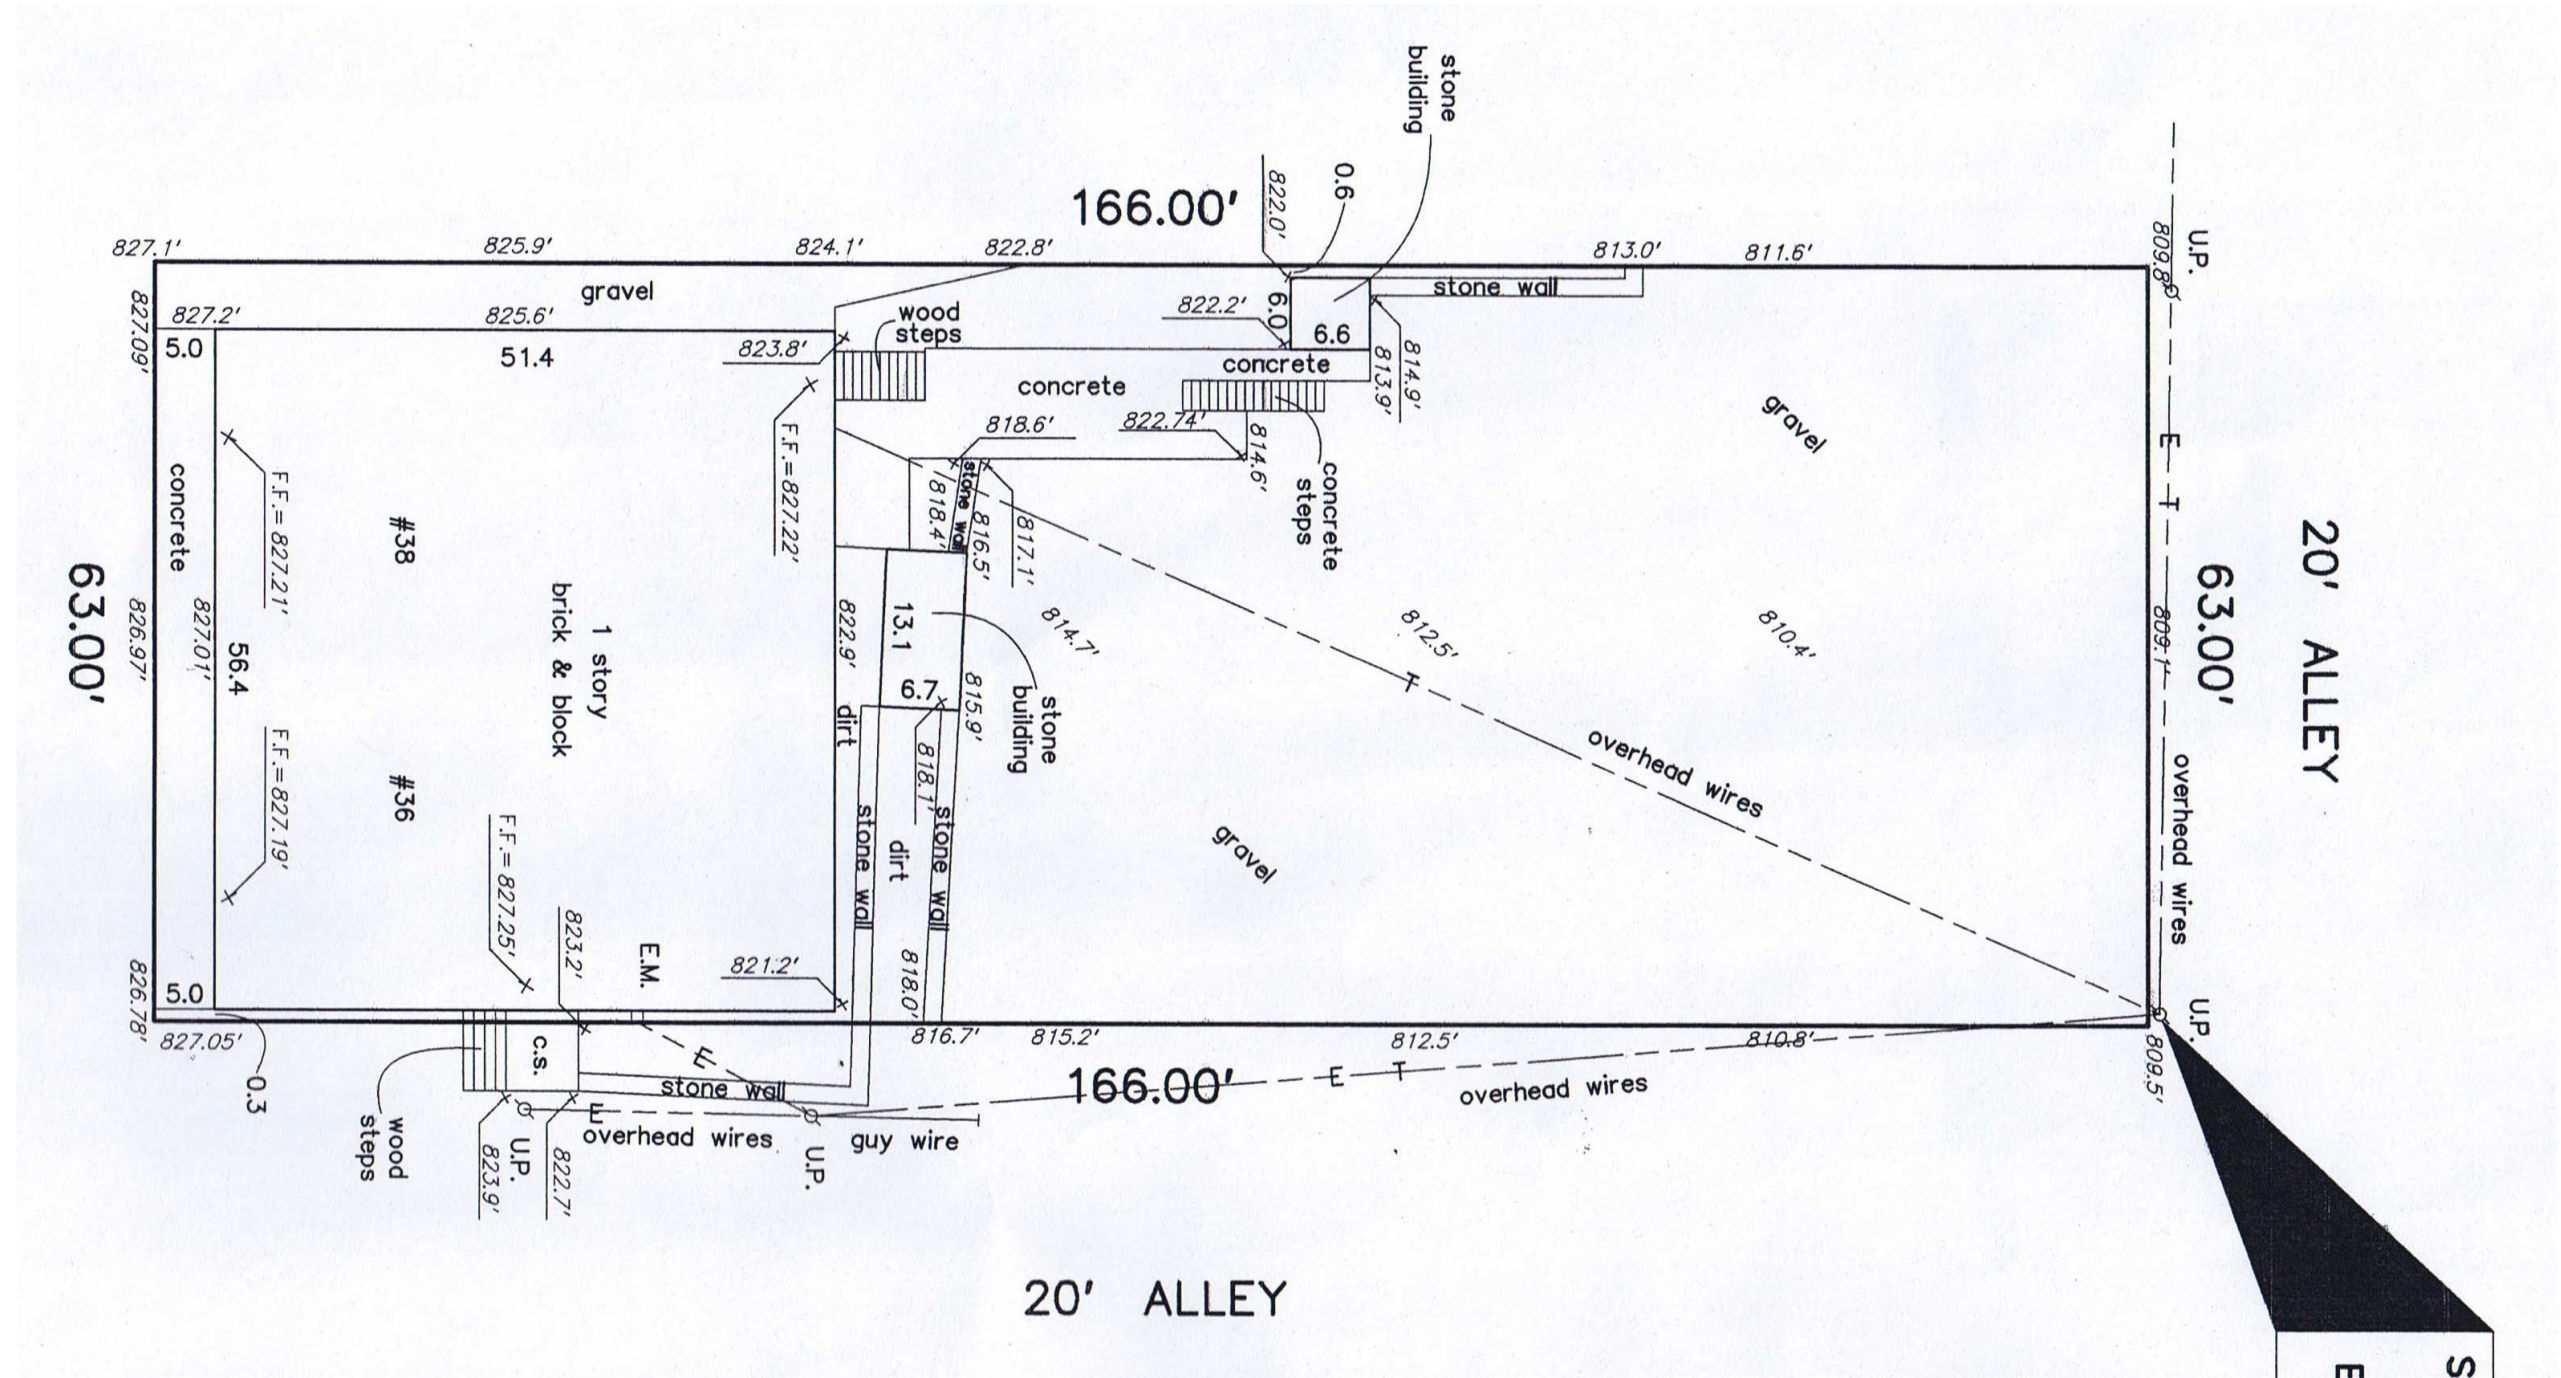 stone
building
0.6
822.0'
166.00'
827.1'
825.9'
824.1'
822.8'
813.0'
811.6'
U.P.
809.8'
gravel
stone wall
827.09'
827.2'
825.6'
wood
steps
822.2'
6.0
6.6
5.0
51.4
823.8'
concrete
concrete
813.9'
814.9'
gravel
818.6'
822.74'
814.6'
concrete
steps
E
T
concrete
F.F.=827.21'
#38
F.F.=827.22'
stone wall
818.4'
816.5'
817.1'
20' ALLEY
63.00'
63.00'
826.97'
827.01'
56.4
1 story
brick & block
822.9'
13.1
6.7
814.7'
812.5'
810.4'
809.1'
T
stone
building
815.9'
dirt
F.F.=827.19'
#36
818.1'
overhead wires
overhead wires
stone wall
dirt
stone wall
gravel
F.F.=827.25'
823.2'
E.M.
821.2'
818.0'
5.0
826.78'
827.05'
0.3
c.s.
E
816.7'
815.2'
812.5'
810.8'
U.P.
809.5'
stone wall
166.00'
E
T
overhead wires
wood
steps
E
overhead wires
guy wire
U.P.
823.9'
822.7'
U.P.
20' ALLEY
S
E